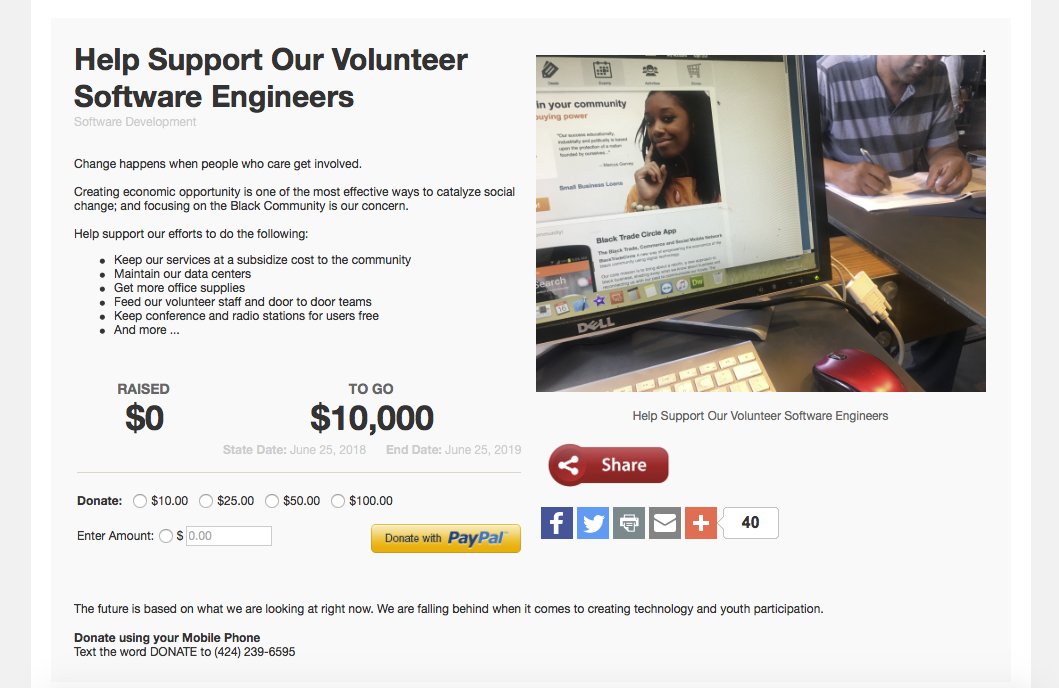 Help Support Our Volunteer
Software Engineers
Software Development
Change happens when people who care get involved.
Creating economic opportunity is one of the most effective ways to catalyze social
change; and focusing on the Black Community is our concern.
Help support our efforts to do the following:
Keep our services at a subsidize cost to the community
Maintain our data centers
Get more office supplies
Feed our volunteer staff and door to door teams
Keep conference and radio stations for users free
And more ...
RAISED
$0
TO GO
$10,000
State Date: June 25, 2018 End Date: June 25, 2019
Donate: $10.00 $25.00 $50.00 $100.00
Enter Amount: $ 0.00
Donate with PayPal
in your community
buying power
"Our success educationally,
industrially and politically is based
upon the protection of a nation
founded by ourselves..."
- Marcus Garvey
Small Business Loans
Black Trade Circle App
The Black Trade, Commerce and Social Mobile Network
BlackTradeCircle
Search
DELL
Help Support Our Volunteer Software Engineers
Share
40
The future is based on what we are looking at right now. We are falling behind when it comes to creating technology and youth participation.
Donate using your Mobile Phone
Text the word DONATE to (424) 239-6595